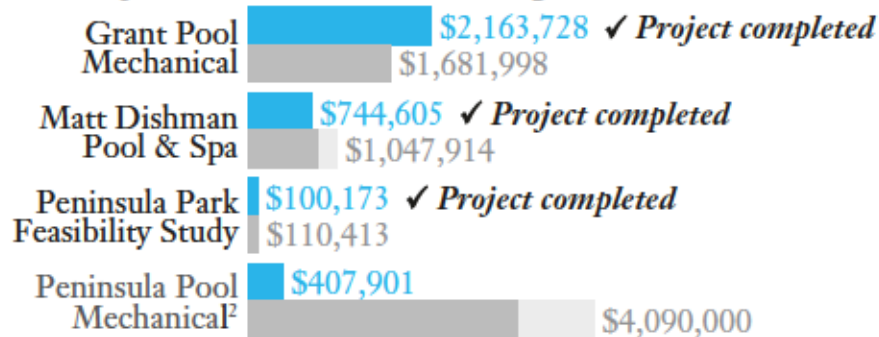 Grant Pool
Mechanical
$2,163,728 ✓ Project completed
$1,681,998
Matt Dishman
Pool & Spa
$744,605 ✓ Project completed
$1,047,914
Peninsula Park
Feasibility Study
$100,173 ✓ Project completed
$110,413
Peninsula Pool
Mechanical²
$407,901
$4,090,000